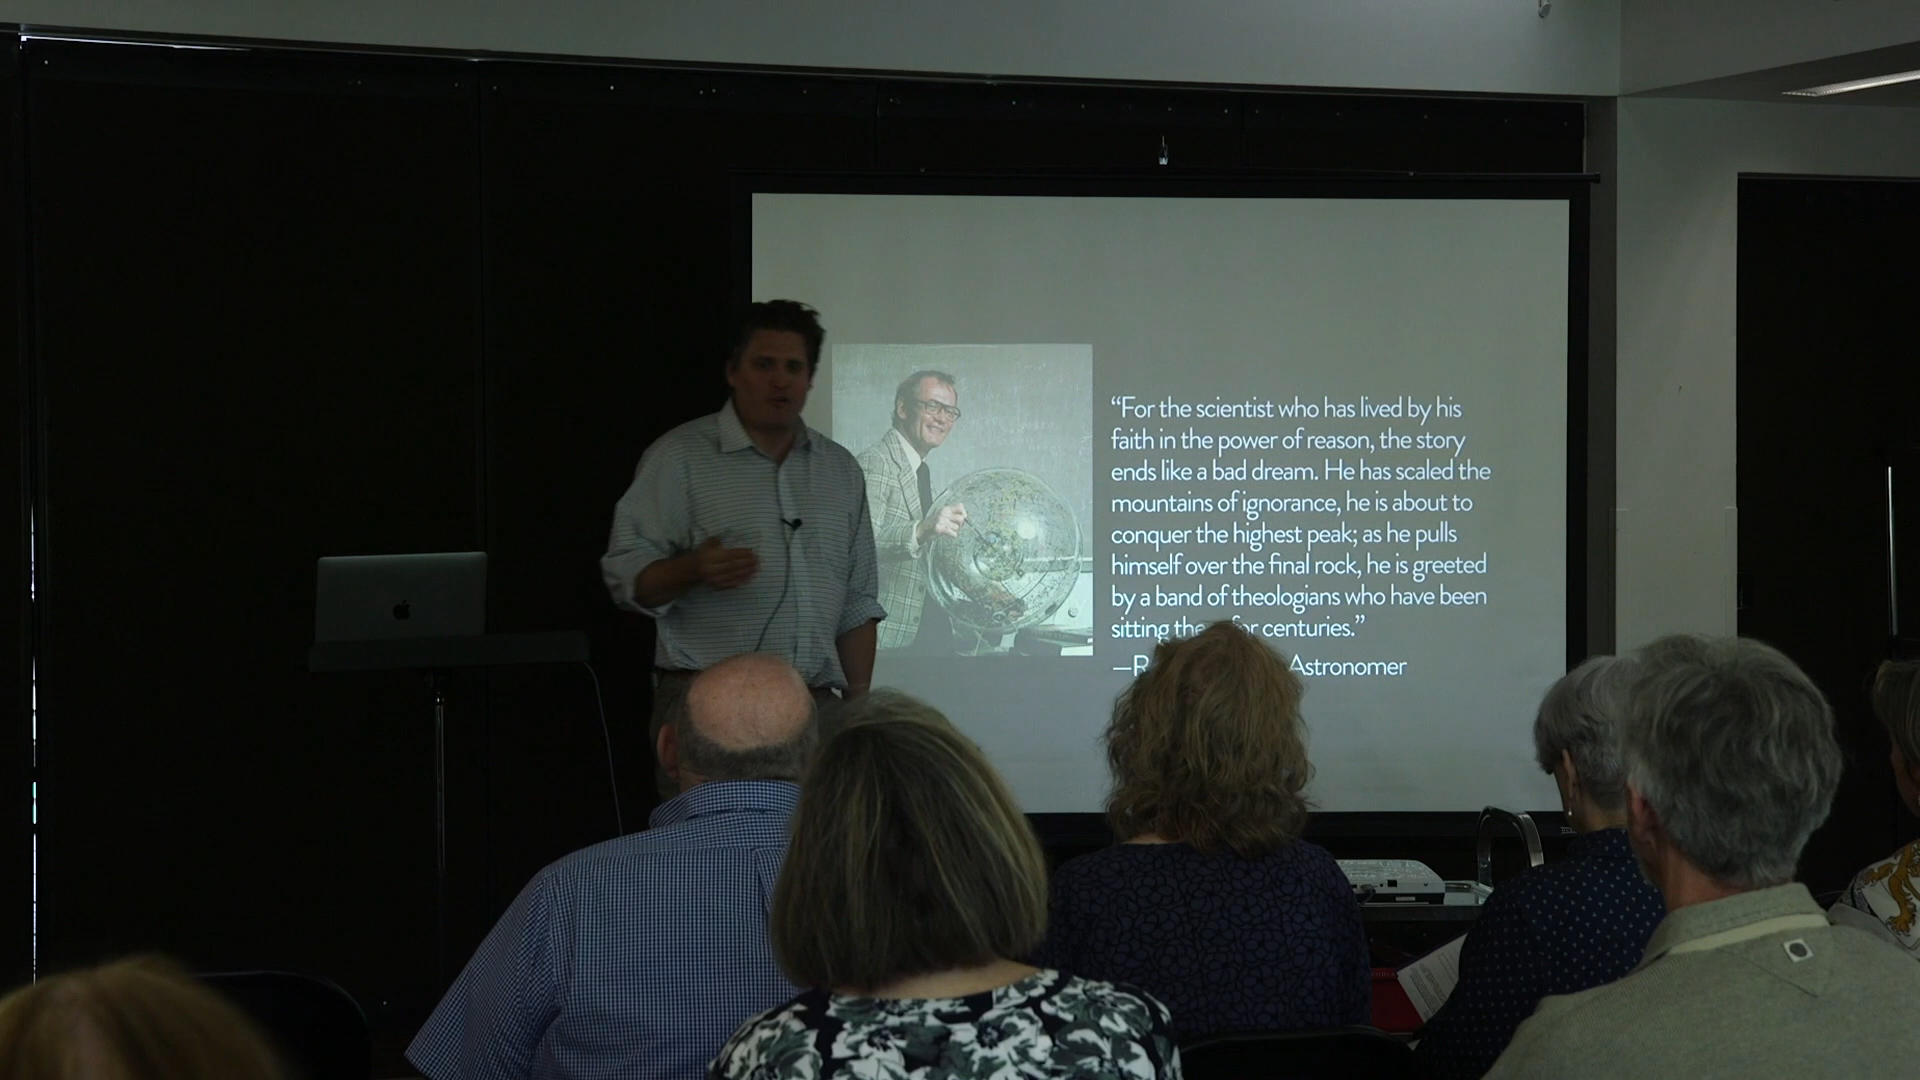 “For the scientist who has lived by his
faith in the power of reason, the story
ends like a bad dream. He has scaled the
mountains of ignorance, he is about to
conquer the highest peak; as he pulls
himself over the final rock, he is greeted
by a band of theologians who have been
sitting for centuries.”
Astronomer